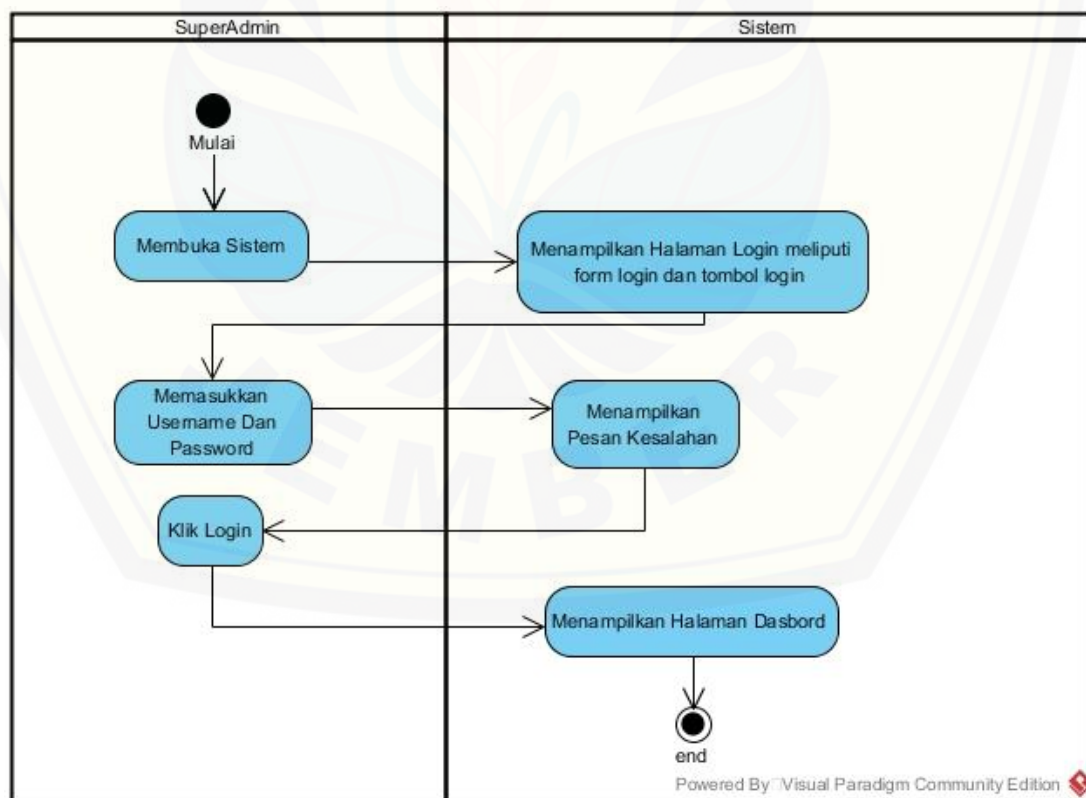 SuperAdmin
Sistem
Mulai
Membuka Sistem
Menampilkan Halaman Login meliputi
form login dan tombol login
Memasukkan
Username Dan
Password
Menampilkan
Pesan Kesalahan
Klik Login
Menampilkan Halaman Dasbord
end
Powered By Visual Paradigm Community Edition
JEMBER